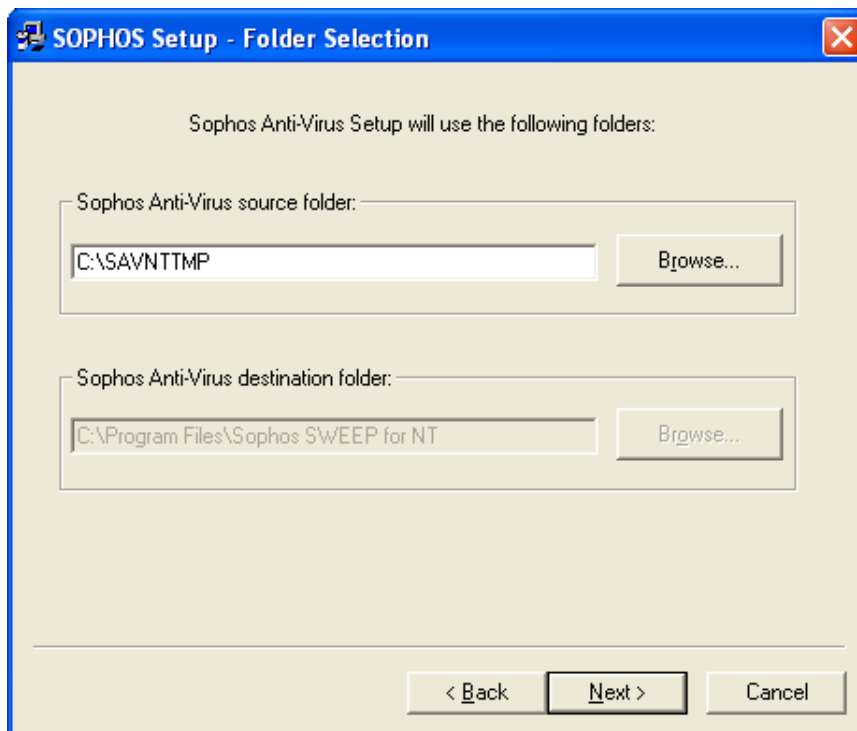 SOPHOS Setup - Folder Selection
Sophos Anti-Virus Setup will use the following folders:
Sophos Anti-Virus source folder:
C:\SAVNTTMP
Browse...
Sophos Anti-Virus destination folder:
C:\Program Files\Sophos SWEEP for NT
Browse...
< Back
Next >
Cancel